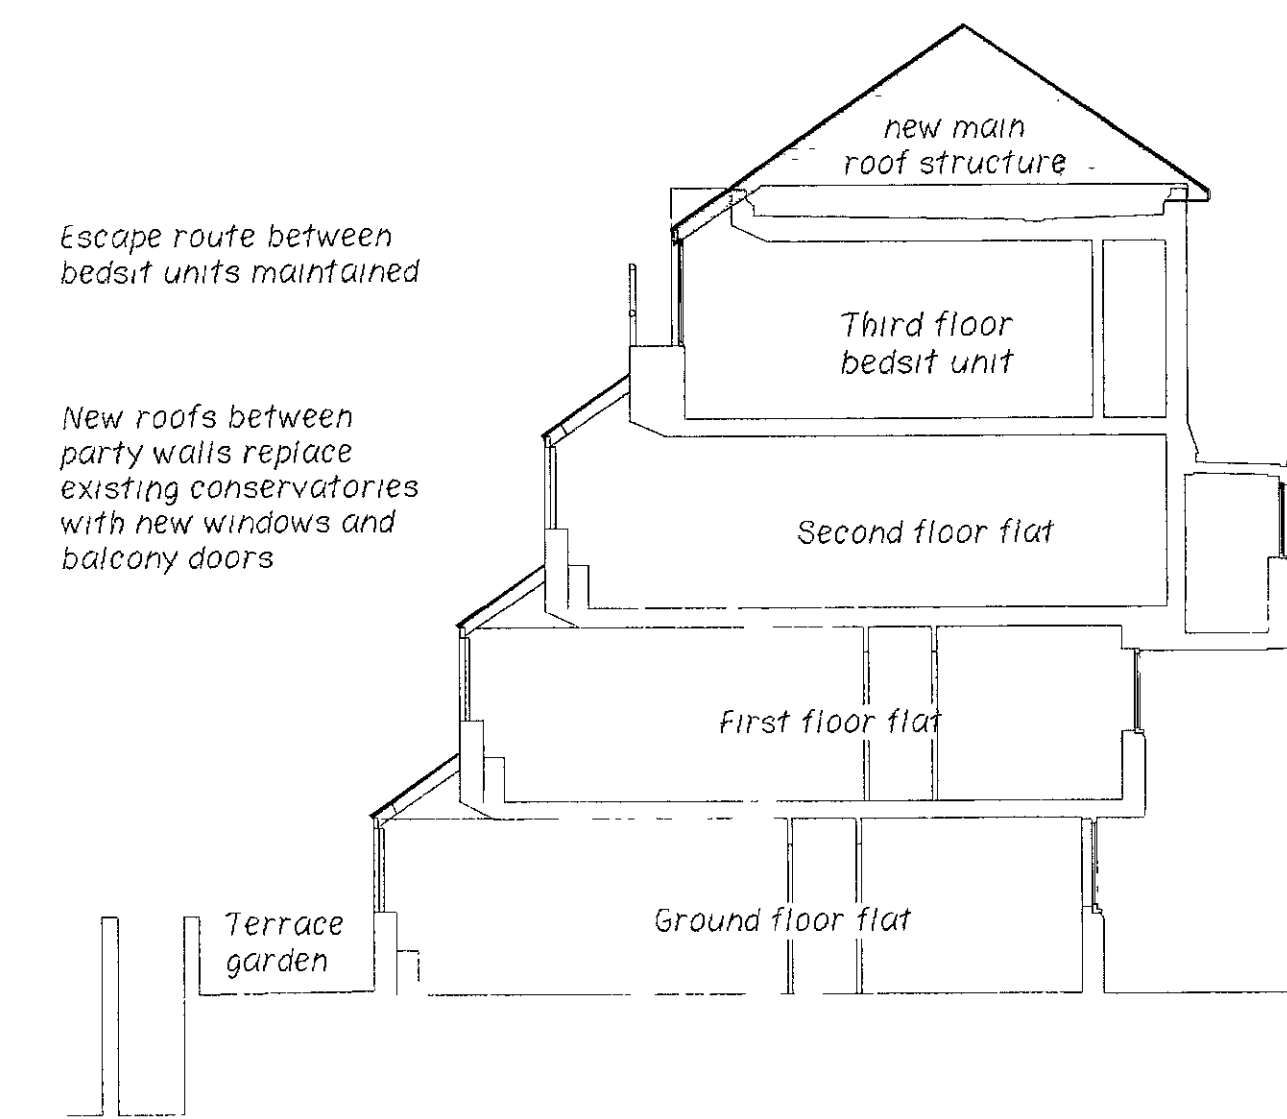 new main
roof structure
Escape route between
bedsit units maintained
Third floor
bedsit unit
New roofs between
party walls replace
existing conservatories
with new windows and
balcony doors
Second floor flat
First floor flat
Ground floor flat
Terrace
garden